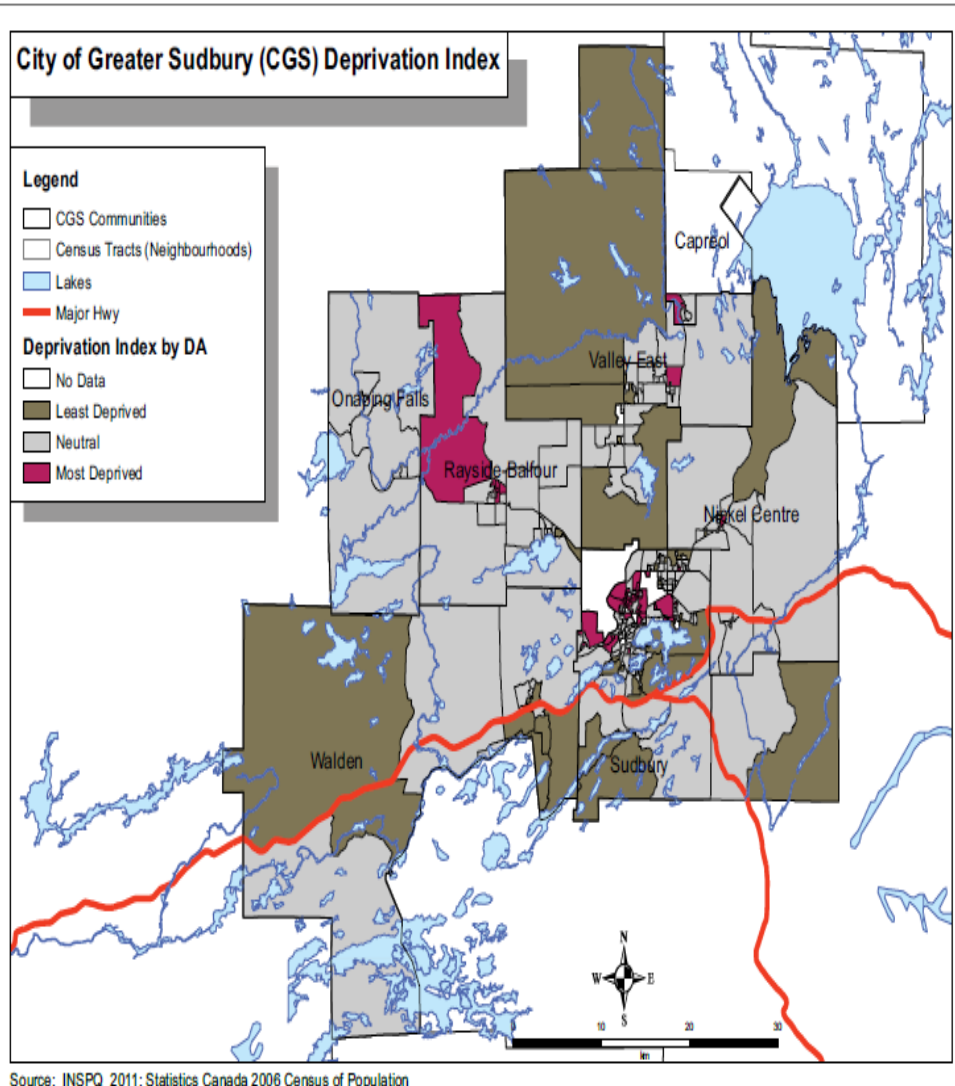 City of Greater Sudbury (CGS) Deprivation Index
Legend
CGS Communities
Census Tracts (Neighbourhoods)
Lakes
Major Hwy
Deprivation Index by DA
No Data
Least Deprived
Neutral
Most Deprived
Capreol
Valley East
Onaping Falls
Rayside-Balfour
Nickel Centre
Walden
Sudbury
N
W E
S
10 20 30
km
Source: INSPQ 2011; Statistics Canada 2006 Census of Population